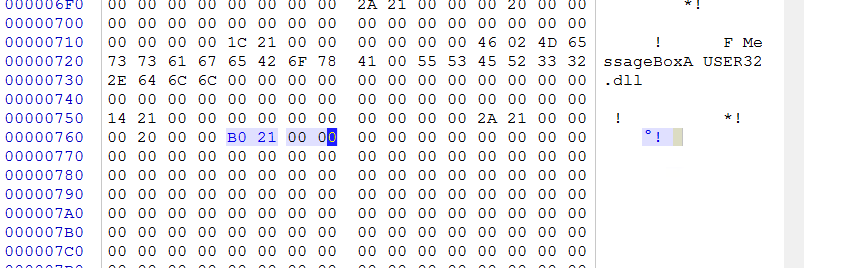 000006F0 00 00 00 00 00 00 00 00 2A 21 00 00 00 20 00 00 *!
00000700 00 00 00 00 00 00 00 00 00 00 00 00 00 00 00 00
00000710 00 00 00 00 1C 21 00 00 00 00 00 00 46 02 4D 65 ! F Me
00000720 73 73 61 67 65 42 6F 78 41 00 55 53 45 52 33 32 ssageBoxA USER32
00000730 2E 64 6C 6C 00 00 00 00 00 00 00 00 00 00 00 00 .dll
00000740 00 00 00 00 00 00 00 00 00 00 00 00 00 00 00 00
00000750 14 21 00 00 00 00 00 00 00 00 00 00 2A 21 00 00 ! *!
00000760 00 20 00 00 B0 21 00 00 00 00 00 00 00 00 00 00 °!
00000770 00 00 00 00 00 00 00 00 00 00 00 00 00 00 00 00
00000780 00 00 00 00 00 00 00 00 00 00 00 00 00 00 00 00
00000790 00 00 00 00 00 00 00 00 00 00 00 00 00 00 00 00
000007A0 00 00 00 00 00 00 00 00 00 00 00 00 00 00 00 00
000007B0 00 00 00 00 00 00 00 00 00 00 00 00 00 00 00 00
000007C0 00 00 00 00 00 00 00 00 00 00 00 00 00 00 00 00